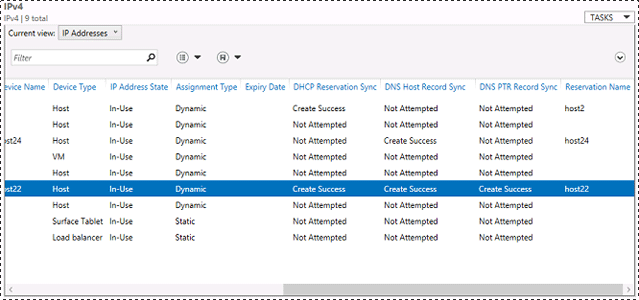 IPv4
IPv4 | 9 total
TASKS
Current view: IP Addresses
Filter
evice Name Device Type IP Address State Assignment Type Expiry Date DHCP Reservation Sync DNS Host Record Sync DNS PTR Record Sync Reservation Name
Host In-Use Dynamic Create Success Not Attempted Not Attempted host2
Host In-Use Dynamic Not Attempted Not Attempted Not Attempted
ost24 Host In-Use Dynamic Not Attempted Create Success Not Attempted host24
VM In-Use Dynamic Not Attempted Not Attempted Not Attempted
Host In-Use Dynamic Not Attempted Not Attempted Not Attempted
ost22 Host In-Use Dynamic Create Success Create Success Create Success host22
Host In-Use Dynamic Not Attempted Not Attempted Not Attempted
Surface Tablet In-Use Static Not Attempted Not Attempted Not Attempted
Load balancer In-Use Static Not Attempted Not Attempted Not Attempted